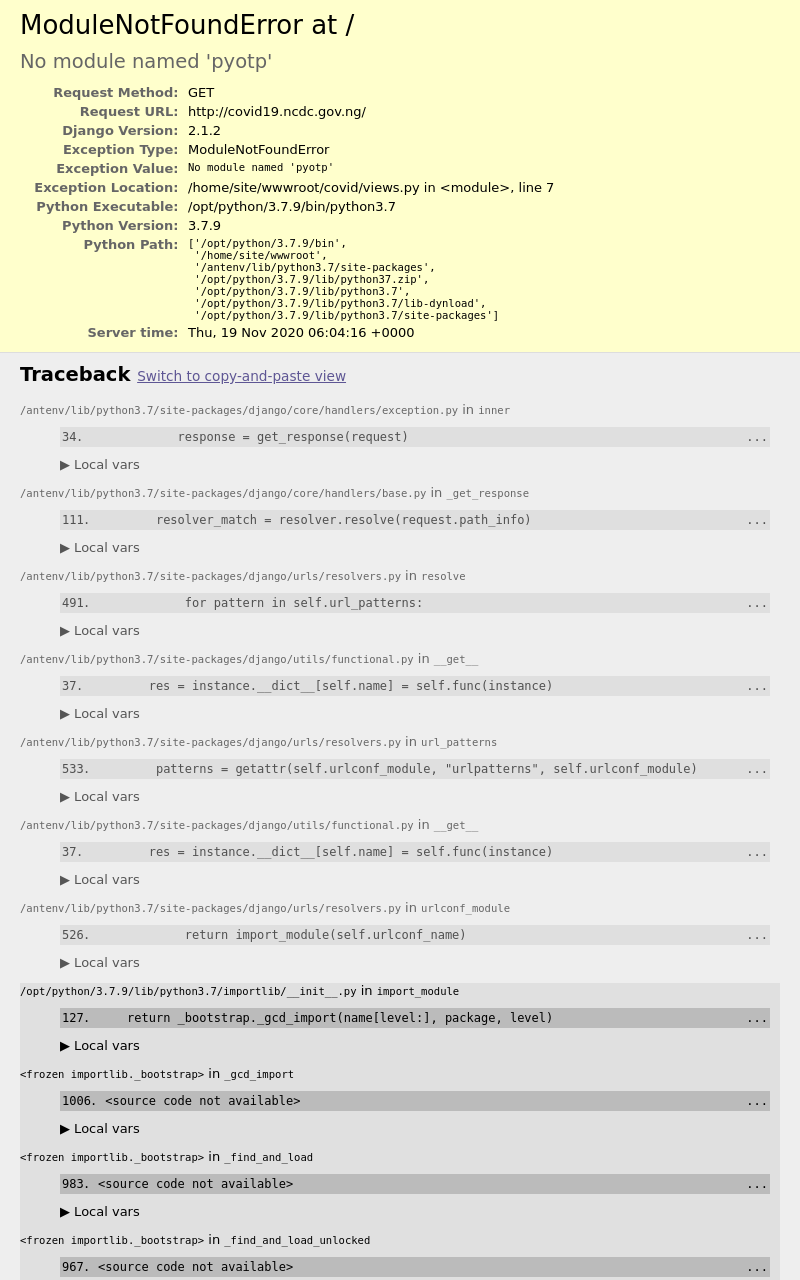 ModuleNotFoundError at /
No module named 'pyotp'
Request Method: GET
Request URL: http://covid19.ncdc.gov.ng/
Django Version: 2.1.2
Exception Type: ModuleNotFoundError
Exception Value: No module named 'pyotp'
Exception Location: /home/site/wwwroot/covid/views.py in <module>, line 7
Python Executable: /opt/python/3.7.9/bin/python3.7
Python Version: 3.7.9
Python Path: ['/opt/python/3.7.9/bin',
'/home/site/wwwroot',
'/antenv/lib/python3.7/site-packages',
'/opt/python/3.7.9/lib/python37.zip',
'/opt/python/3.7.9/lib/python3.7',
'/opt/python/3.7.9/lib/python3.7/lib-dynload',
'/opt/python/3.7.9/lib/python3.7/site-packages']
Server time: Thu, 19 Nov 2020 06:04:16 +0000
Traceback Switch to copy-and-paste view
/antenv/lib/python3.7/site-packages/django/core/handlers/exception.py in inner
34. response = get_response(request) ...
▶ Local vars
/antenv/lib/python3.7/site-packages/django/core/handlers/base.py in _get_response
111. resolver_match = resolver.resolve(request.path_info) ...
▶ Local vars
/antenv/lib/python3.7/site-packages/django/urls/resolvers.py in resolve
491. for pattern in self.url_patterns: ...
▶ Local vars
/antenv/lib/python3.7/site-packages/django/utils/functional.py in __get__
37. res = instance.__dict__[self.name] = self.func(instance) ...
▶ Local vars
/antenv/lib/python3.7/site-packages/django/urls/resolvers.py in url_patterns
533. patterns = getattr(self.urlconf_module, "urlpatterns", self.urlconf_module) ...
▶ Local vars
/antenv/lib/python3.7/site-packages/django/utils/functional.py in __get__
37. res = instance.__dict__[self.name] = self.func(instance) ...
▶ Local vars
/antenv/lib/python3.7/site-packages/django/urls/resolvers.py in urlconf_module
526. return import_module(self.urlconf_name) ...
▶ Local vars
/opt/python/3.7.9/lib/python3.7/importlib/__init__.py in import_module
127. return _bootstrap._gcd_import(name[level:], package, level) ...
▶ Local vars
<frozen importlib._bootstrap> in _gcd_import
1006. <source code not available> ...
▶ Local vars
<frozen importlib._bootstrap> in _find_and_load
983. <source code not available> ...
▶ Local vars
<frozen importlib._bootstrap> in _find_and_load_unlocked
967. <source code not available> ...